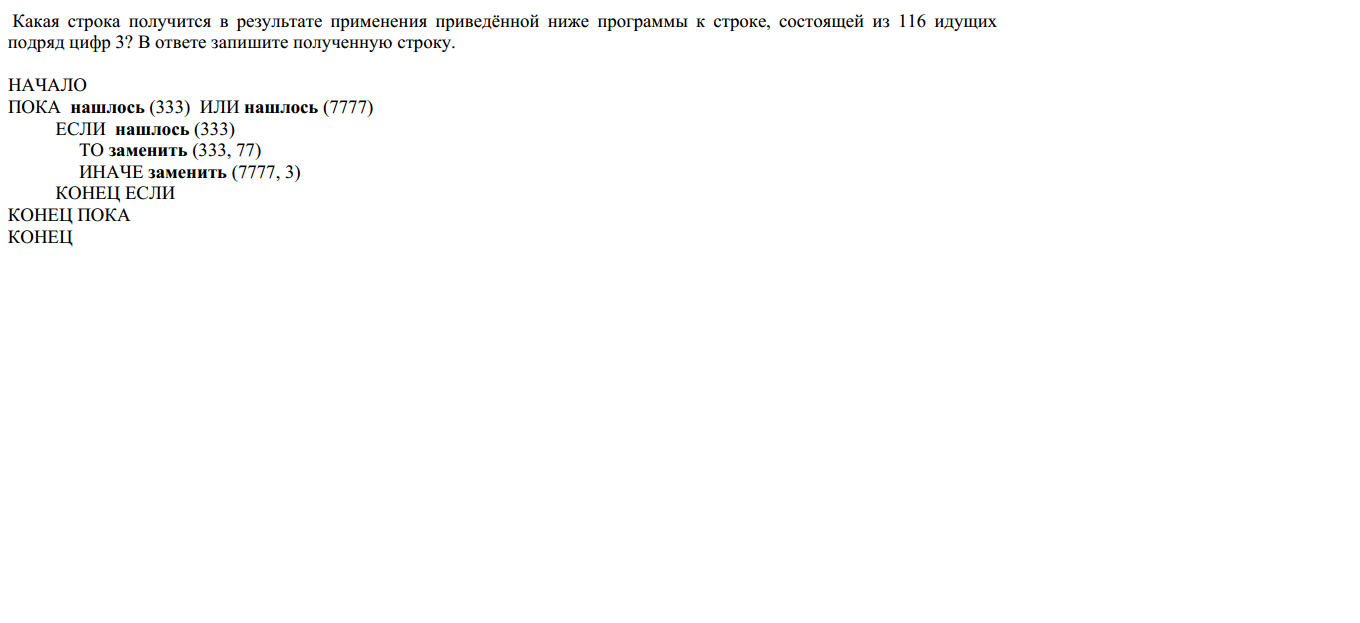 Какая строка получится в результате применения приведённой ниже программы к строке, состоящей из 116 идущих
подряд цифр 3? В ответе запишите полученную строку.
НАЧАЛО
ПОКА нашлось (333) ИЛИ нашлось (7777)
ЕСЛИ нашлось (333)
ТО заменить (333, 77)
ИНАЧЕ заменить (7777, 3)
КОНЕЦ ЕСЛИ
КОНЕЦ ПОКА
КОНЕЦ